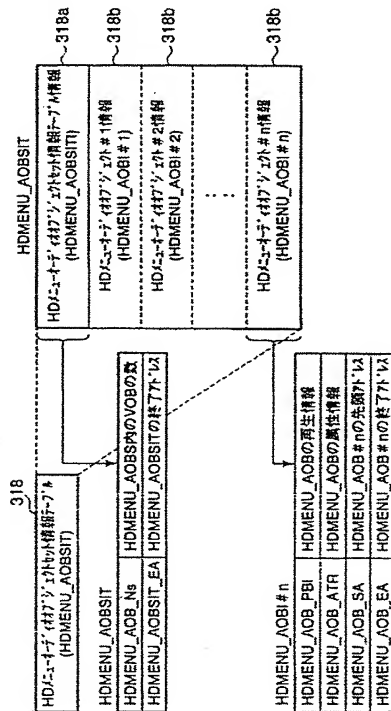 318
HDメニューオーディオオブジェクトセット情報テーブル
(HDMENU_AOBSIT)
HDMENU_AOBSIT
HDメニューオーディオオブジェクトセット情報テーブル情報
(HDMENU_AOBSITI)
318a
HDメニューオーディオオブジェクト#1情報
(HDMENU_AOBI#1)
318b
HDメニューオーディオオブジェクト#2情報
(HDMENU_AOBI#2)
318b
HDメニューオーディオオブジェクト#n情報
(HDMENU_AOBI#n)
318b
HDMENU_AOBSIT
HDMENU_AOB_Ns HDMENU_AOBS内のVOBの数
HDMENU_AOBSIT_EA HDMENU_AOBSITの終了アドレス
HDMENU_AOBI#n
HDMENU_AOB_PBI HDMENU_AOBの再生情報
HDMENU_AOB_ATR HDMENU_AOBの属性情報
HDMENU_AOB_SA HDMENU_AOB#nの先頭アドレス
HDMENU_AOB_EA HDMENU_AOB#nの終了アドレス